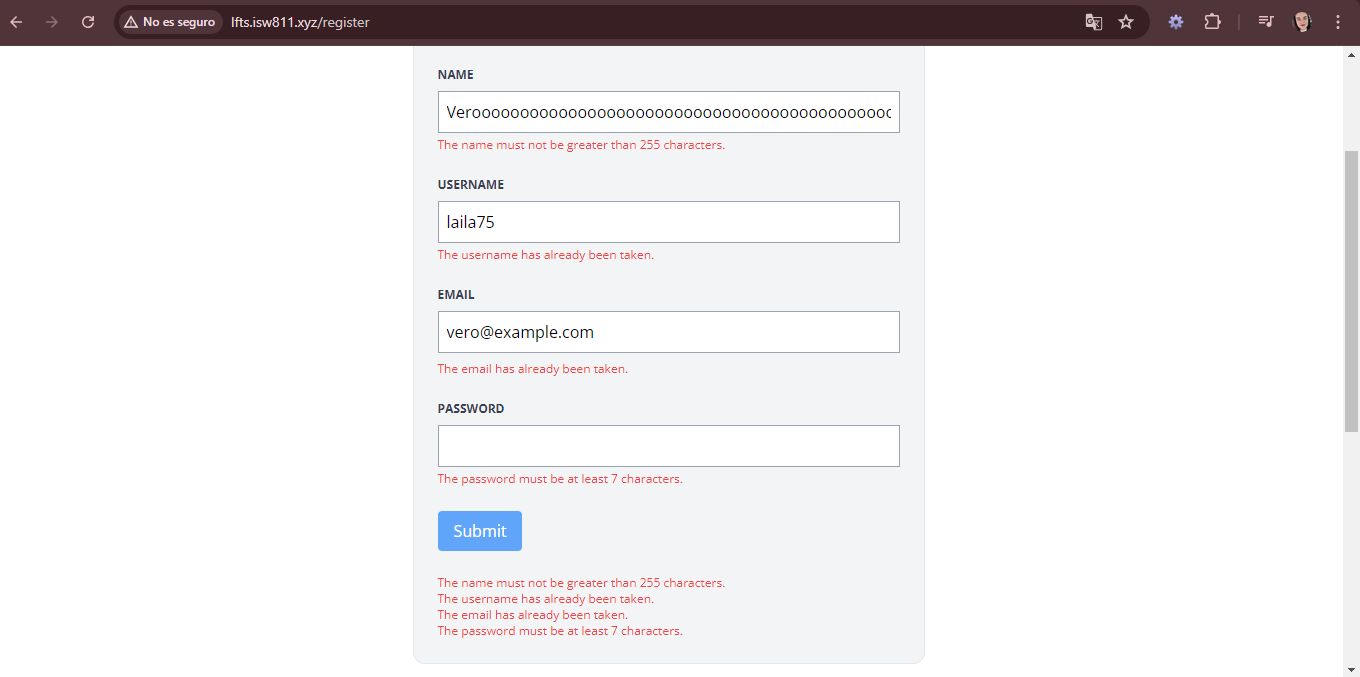 No es seguro lfts.isw811.xyz/register
NAME
Verooooooooooooooooooooooooooooooooooooooooooooo
The name must not be greater than 255 characters.
USERNAME
laila75
The username has already been taken.
EMAIL
vero@example.com
The email has already been taken.
PASSWORD
The password must be at least 7 characters.
Submit
The name must not be greater than 255 characters.
The username has already been taken.
The email has already been taken.
The password must be at least 7 characters.